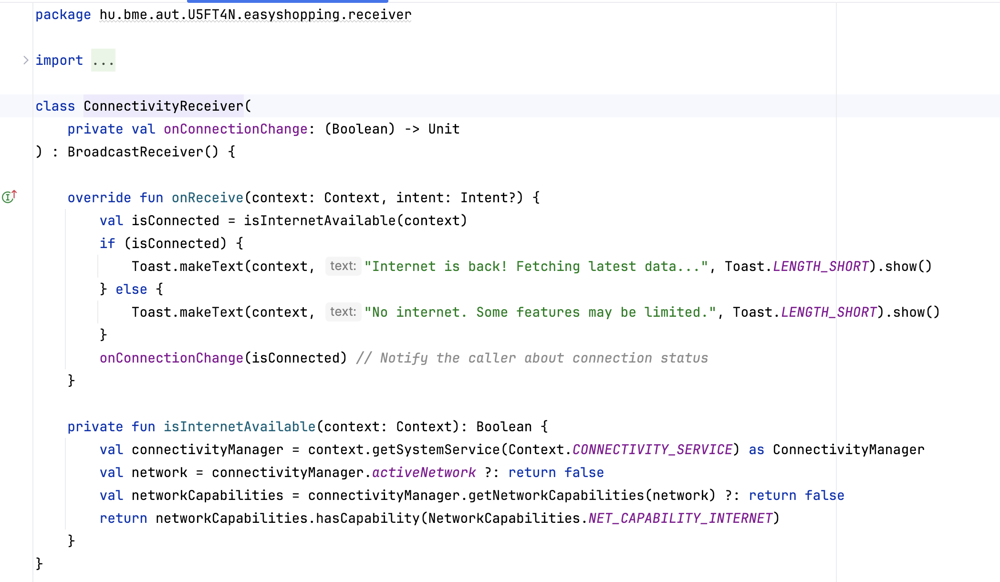 package hu.bme.aut.U5FT4N.easyshopping.receiver
import ...
class ConnectivityReceiver(
    private val onConnectionChange: (Boolean) -> Unit
) : BroadcastReceiver() {
    override fun onReceive(context: Context, intent: Intent?) {
        val isConnected = isInternetAvailable(context)
        if (isConnected) {
            Toast.makeText(context, text: "Internet is back! Fetching latest data...", Toast.LENGTH_SHORT).show()
        } else {
            Toast.makeText(context, text: "No internet. Some features may be limited.", Toast.LENGTH_SHORT).show()
        }
        onConnectionChange(isConnected) // Notify the caller about connection status
    }
    private fun isInternetAvailable(context: Context): Boolean {
        val connectivityManager = context.getSystemService(Context.CONNECTIVITY_SERVICE) as ConnectivityManager
        val network = connectivityManager.activeNetwork ?: return false
        val networkCapabilities = connectivityManager.getNetworkCapabilities(network) ?: return false
        return networkCapabilities.hasCapability(NetworkCapabilities.NET_CAPABILITY_INTERNET)
    }
}